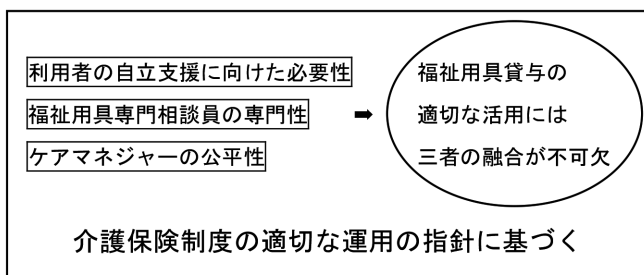 利用者の自立支援に向けた必要性
福祉用具専門相談員の専門性
ケアマネジャーの公平性
➡
福祉用具貸与の
適切な活用には
三者の融合が不可欠
介護保険制度の適切な運用の指針に基づく